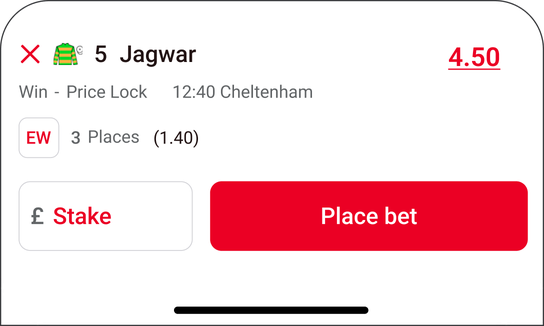 5 Jagwar 4.50
Win - Price Lock 12:40 Cheltenham
EW 3 Places (1.40)
£ Stake Place bet